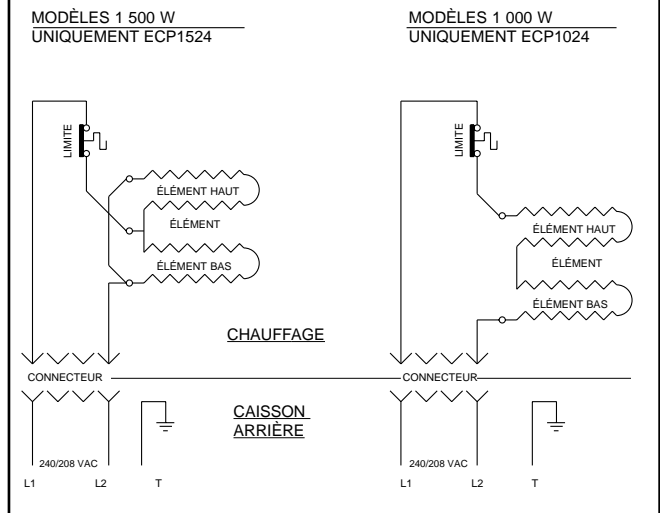 MODÈLES 1 500 W
UNIQUEMENT ECP1524
LIMITE
ÉLÉMENT HAUT
ÉLÉMENT
ÉLÉMENT BAS
MODÈLES 1 000 W
UNIQUEMENT ECP1024
LIMITE
ÉLÉMENT HAUT
ÉLÉMENT
ÉLÉMENT BAS
CHAUFFAGE
CONNECTEUR
CONNECTEUR
CAISSON
ARRIÈRE
240/208 VAC
L1
L2
T
240/208 VAC
L1
L2
T